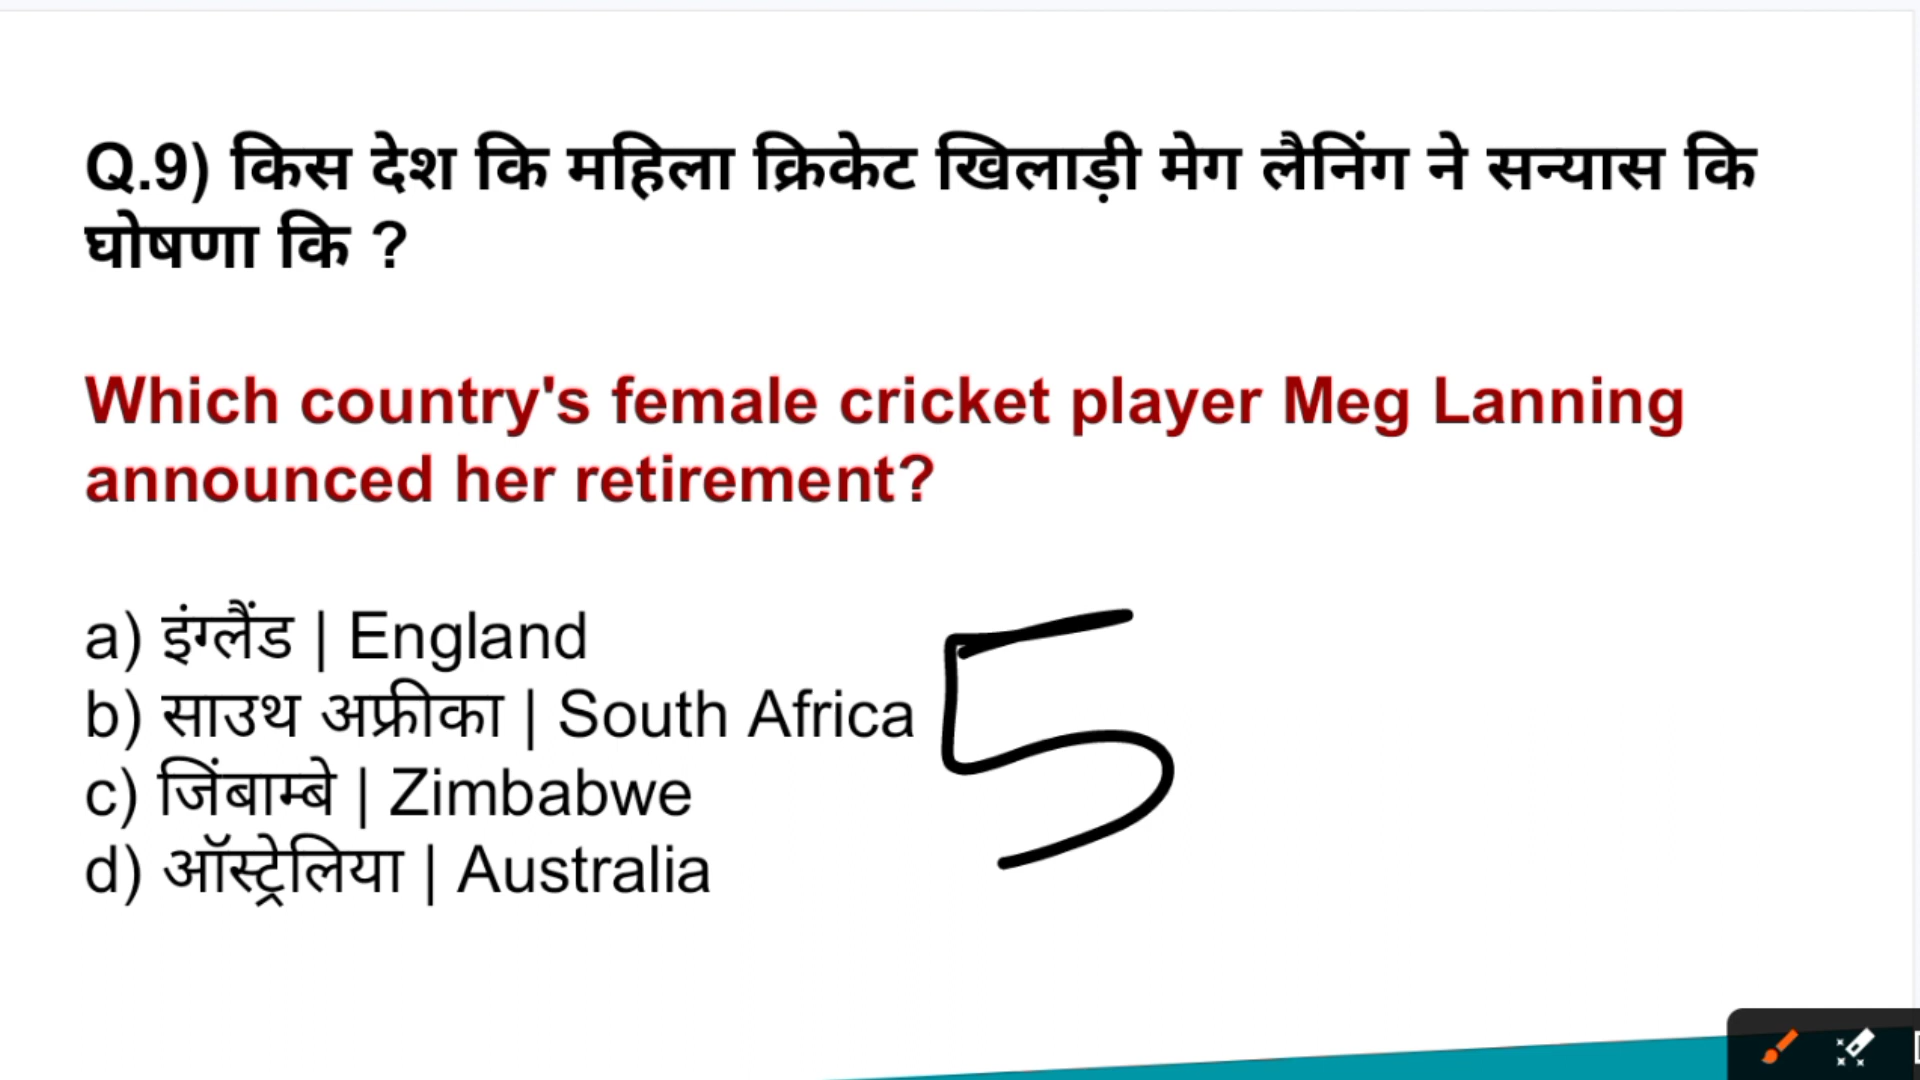 Q.9) किस देश कि महिला क्रिकेट खिलाड़ी मेग लैनिंग ने सन्यास कि
घोषणा कि ?
Which country's female cricket player Meg Lanning
announced her retirement?
a) इंग्लैंड | England
b) साउथ अफ्रीका | South Africa
c) जिंबाम्बे | Zimbabwe
d) ऑस्ट्रेलिया | Australia
5